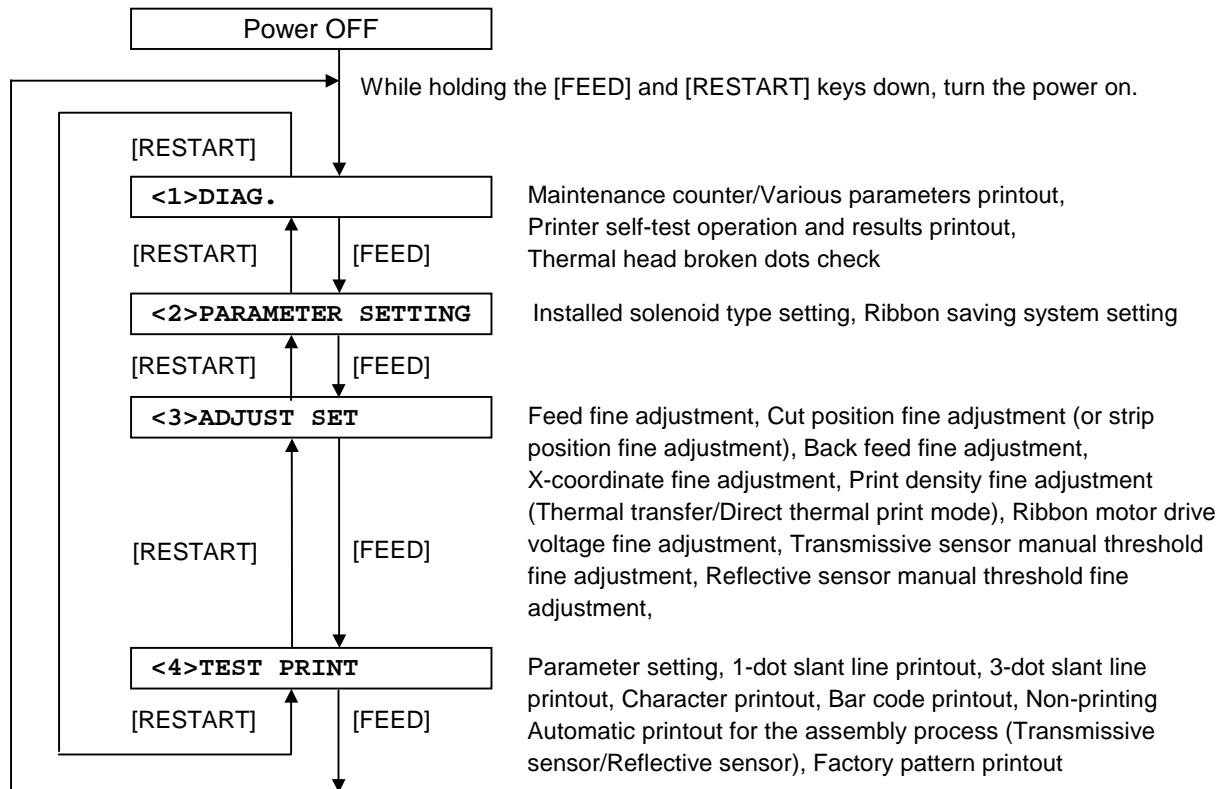 Power OFF
While holding the [FEED] and [RESTART] keys down, turn the power on.
[RESTART]
<1>DIAG.
Maintenance counter/Various parameters printout,
Printer self-test operation and results printout,
Thermal head broken dots check
[RESTART] [FEED]
<2>PARAMETER SETTING
Installed solenoid type setting, Ribbon saving system setting
[RESTART] [FEED]
<3>ADJUST SET
Feed fine adjustment, Cut position fine adjustment (or strip
position fine adjustment), Back feed fine adjustment,
X-coordinate fine adjustment, Print density fine adjustment
(Thermal transfer/Direct thermal print mode), Ribbon motor drive
voltage fine adjustment, Transmissive sensor manual threshold
fine adjustment, Reflective sensor manual threshold fine
adjustment,
[RESTART] [FEED]
<4>TEST PRINT
Parameter setting, 1-dot slant line printout, 3-dot slant line
printout, Character printout, Bar code printout, Non-printing
Automatic printout for the assembly process (Transmissive
sensor/Reflective sensor), Factory pattern printout
[RESTART] [FEED]